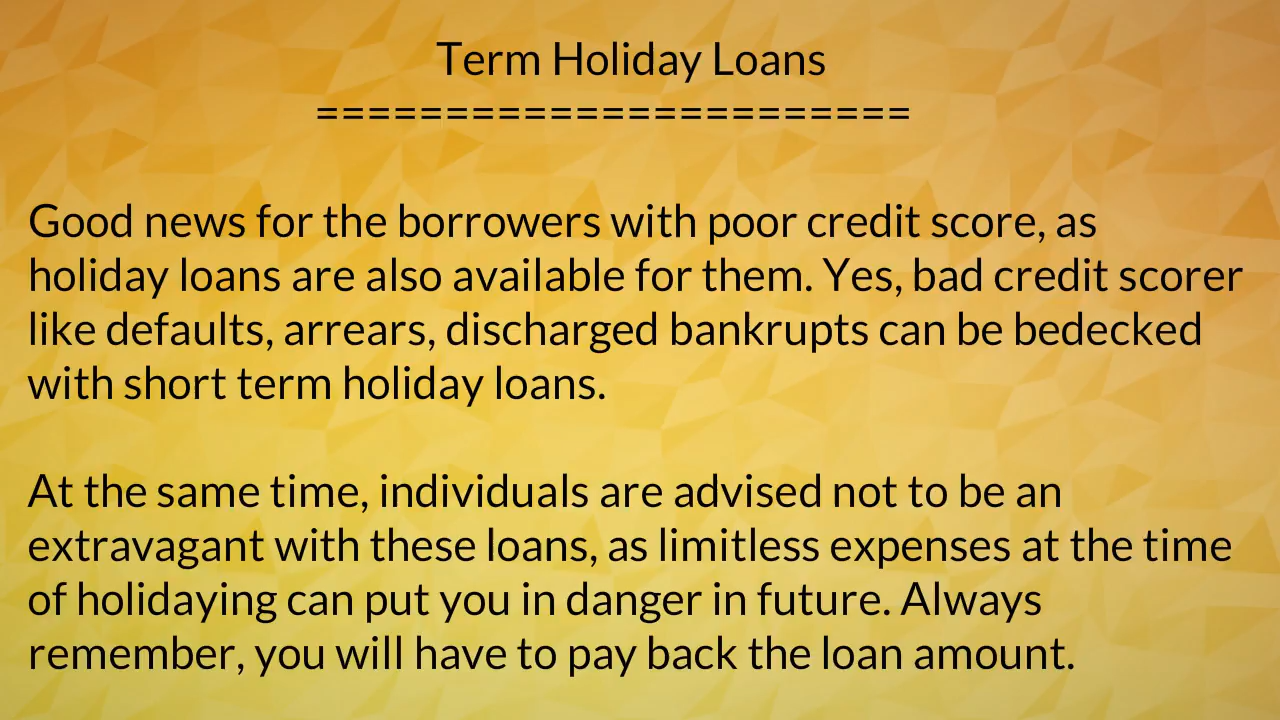 Term Holiday Loans
=======================
Good news for the borrowers with poor credit score, as
holiday loans are also available for them. Yes, bad credit scorer
like defaults, arrears, discharged bankrupts can be bedecked
with short term holiday loans.
At the same time, individuals are advised not to be an
extravagant with these loans, as limitless expenses at the time
of holidaying can put you in danger in future. Always
remember, you will have to pay back the loan amount.